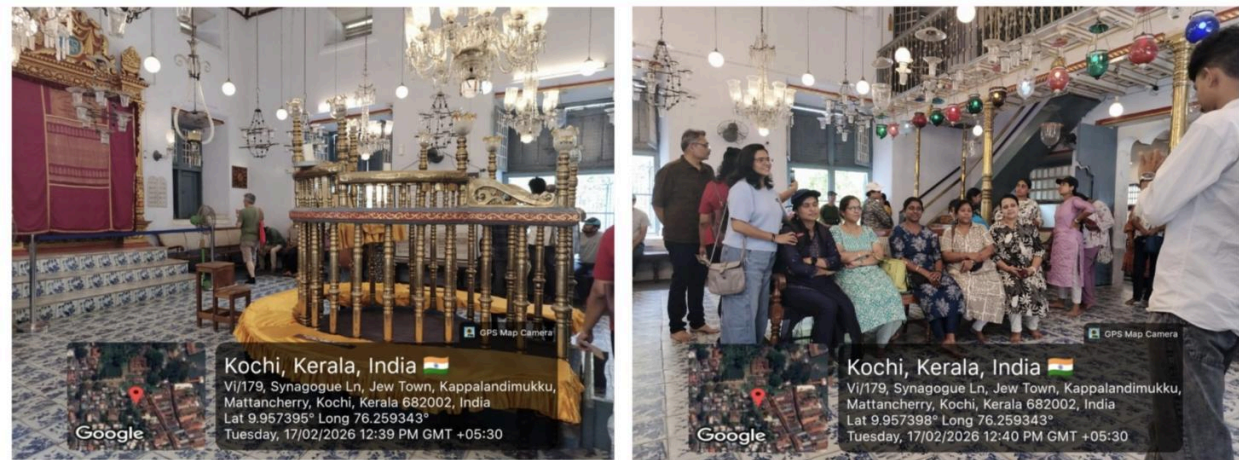 GPS Map Camera
Kochi, Kerala, India
Vi/179, Synagogue Ln, Jew Town, Kappalandimukku,
Mattancherry, Kochi, Kerala 682002, India
Lat 9.957395° Long 76.259343°
Tuesday, 17/02/2026 12:39 PM GMT +05:30
Google
GPS Map Camera
Kochi, Kerala, India
Vi/179, Synagogue Ln, Jew Town, Kappalandimukku,
Mattancherry, Kochi, Kerala 682002, India
Lat 9.957398° Long 76.259343°
Tuesday, 17/02/2026 12:40 PM GMT +05:30
Google